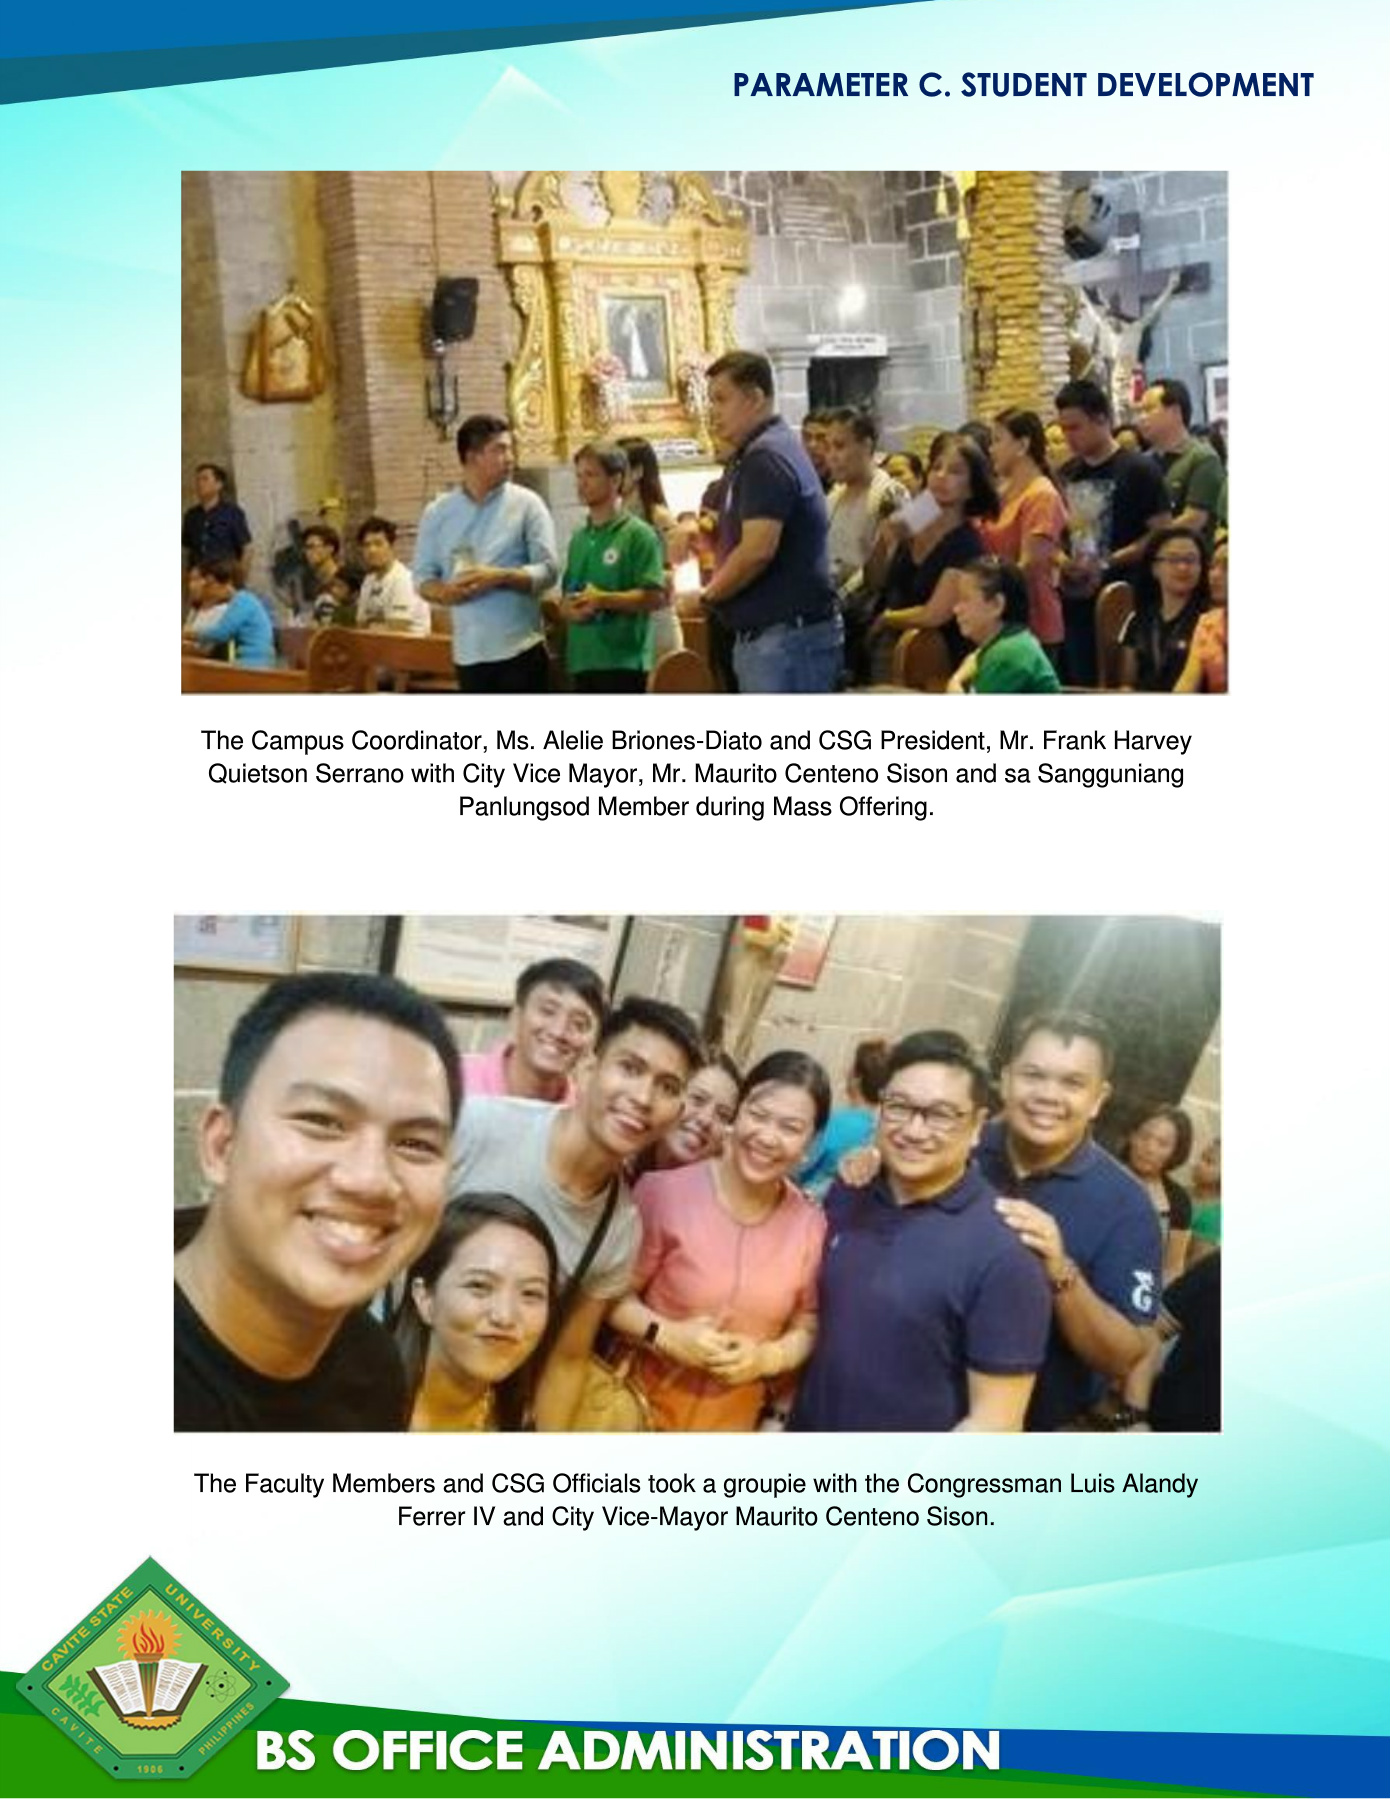 PARAMETER C. STUDENT DEVELOPMENT
The Campus Coordinator, Ms. Alelie Briones-Diato and CSG President, Mr. Frank Harvey
Quietson Serrano with City Vice Mayor, Mr. Maurito Centeno Sison and sa Sangguniang
Panlungsod Member during Mass Offering.
The Faculty Members and CSG Officials took a groupie with the Congressman Luis Alandy
Ferrer IV and City Vice-Mayor Maurito Centeno Sison.
CAVITE STATE UNIVERSITY
CAVITE PHILIPPINES
1906
BS OFFICE ADMINISTRATION